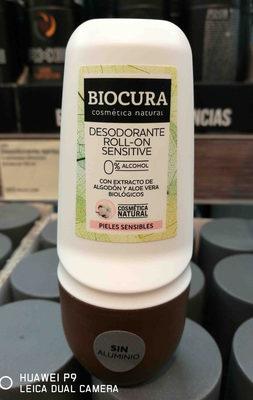 BIOCURA
cosmética natural
DESODORANTE
ROLL-ON
SENSITIVE
0% ALCOHOL
CON EXTRACTO DE
ALGODÓN Y ALOE VERA
BIOLÓGICOS
COSMÉTICA
NATURAL
PIELES SENSIBLES
SIN
ALUMINIO
HUAWEI P9
LEICA DUAL CAMERA